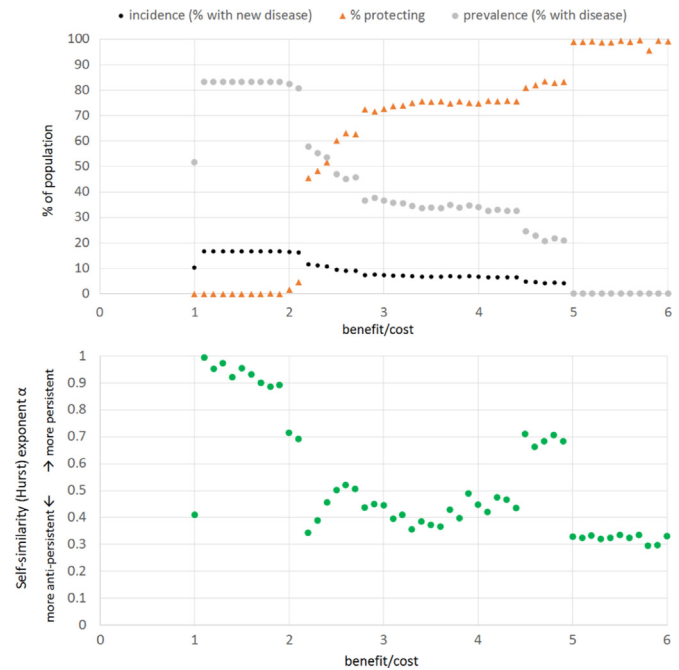 incidence (% with new disease) % protecting prevalence (% with disease)
% of population
100
90
80
70
60
50
40
30
20
10
0
0 1 2 3 4 5 6
benefit/cost
Self-similarity (Hurst) exponent α
more anti-persistent ← → more persistent
1
0.9
0.8
0.7
0.6
0.5
0.4
0.3
0.2
0.1
0
0 1 2 3 4 5 6
benefit/cost